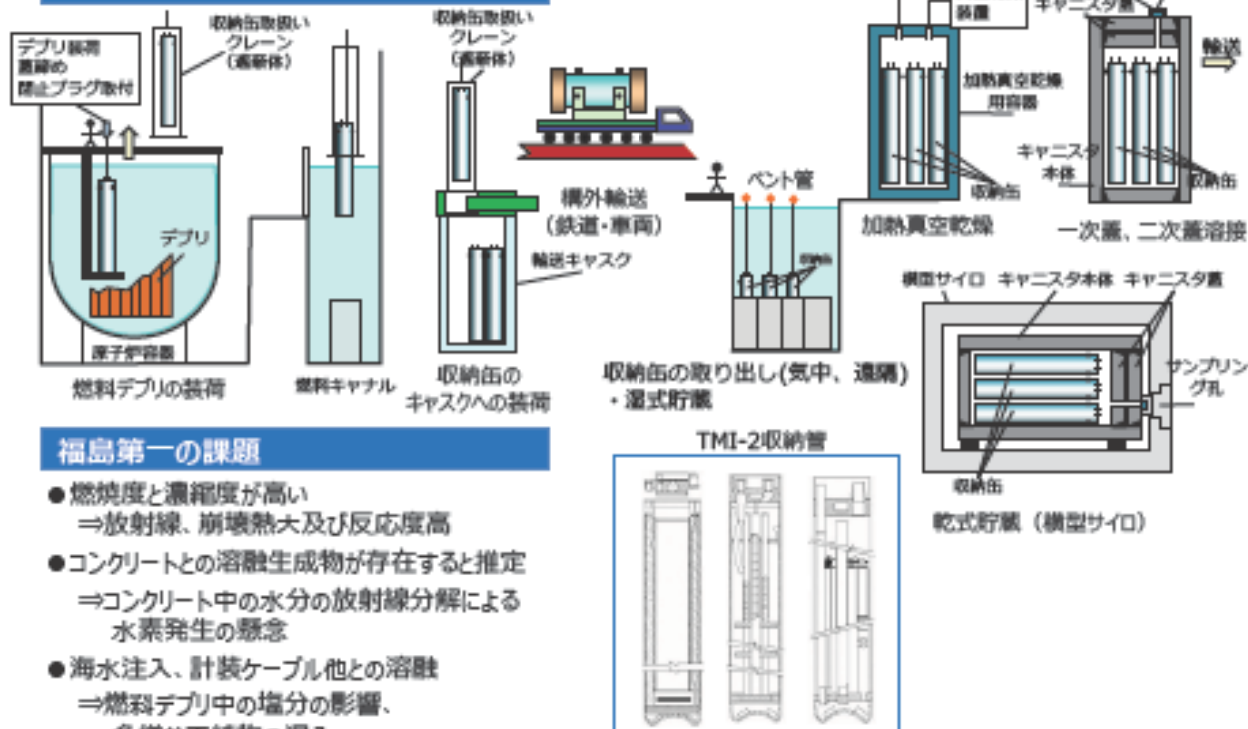 デブリ装荷
蓋締め
閉止プラグ取付
収納缶取扱い
クレーン
(遮蔽体)
デブリ
原子炉容器
燃料デブリの装荷
燃料キャナル
収納缶取扱い
クレーン
(遮蔽体)
輸送キャスク
収納缶の
キャスクへの装荷
構外輸送
(鉄道・車両)
ベント管
収納缶
収納缶の取り出し(気中、遠隔)
・湿式貯蔵
装置
加熱真空乾燥
用容器
収納缶
加熱真空乾燥
キャニスタ蓋
輸送
キャニスタ
本体
収納缶
一次蓋、二次蓋溶接
横型サイロ キャニスタ本体 キャニスタ蓋
サンプリン
グ孔
収納缶
乾式貯蔵(横型サイロ)
福島第一の課題
●燃焼度と濃縮度が高い
⇒放射線、崩壊熱大及び反応度高
●コンクリートとの溶融生成物が存在すると推定
⇒コンクリート中の水分の放射線分解による
水素発生の懸念
●海水注入、計装ケーブル他との溶融
⇒燃料デブリ中の塩分の影響、
TMI-2収納管